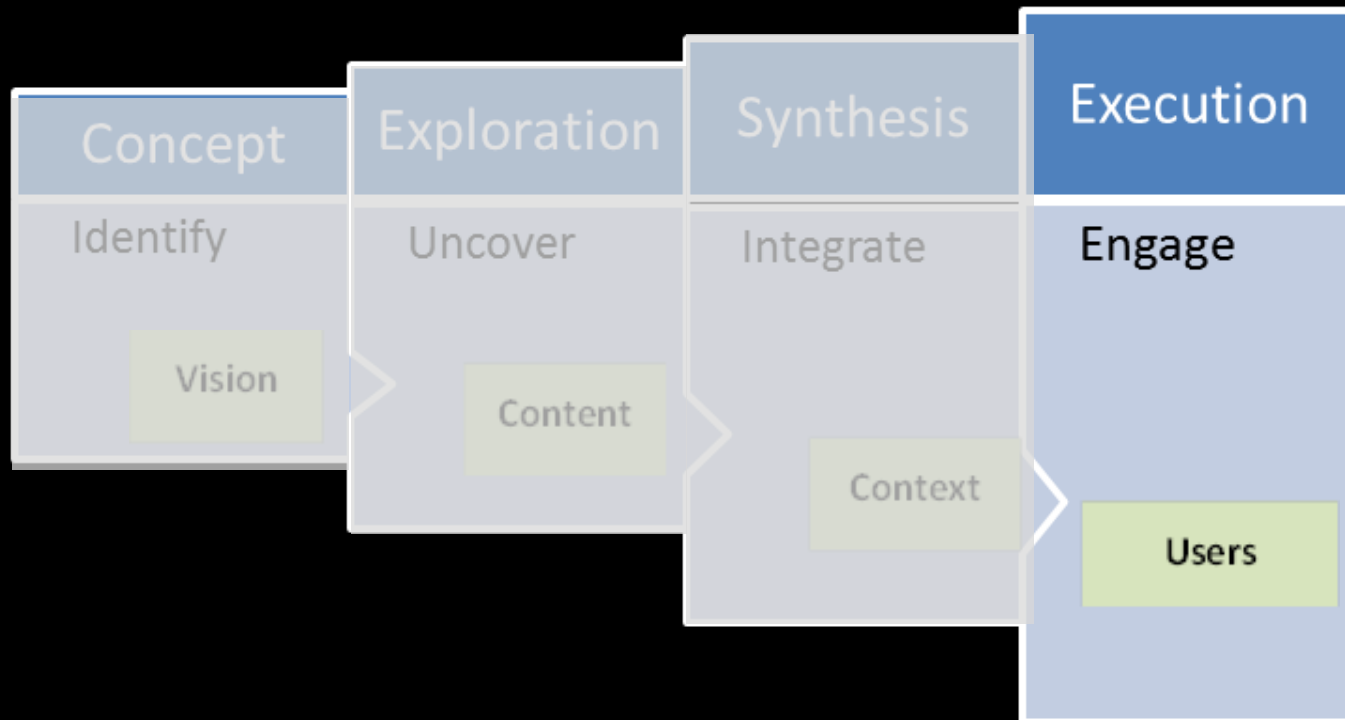 Concept
Identify
Vision
Exploration
Uncover
Content
Synthesis
Integrate
Context
Execution
Engage
Users